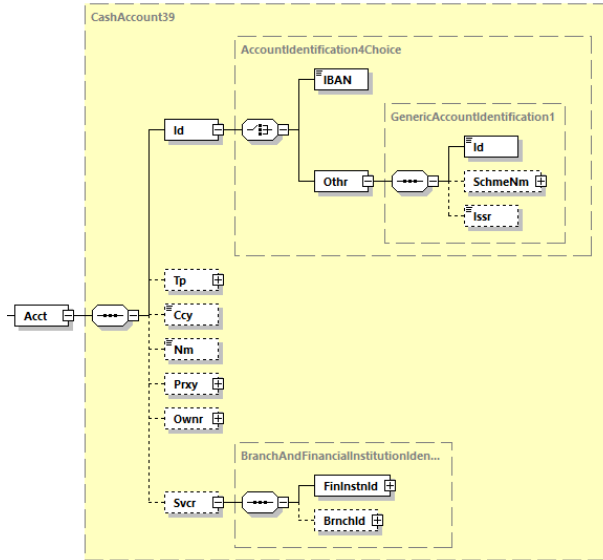 CashAccount39
AccountIdentification4Choice
IBAN
GenericAccountIdentification1
Id
Id
Othr
SchmeNm
Issr
Tp
Ccy
Acct
Nm
Prxy
Ownr
BranchAndFinancialInstitutionIden...
FinInstnId
Svcr
BrnchId